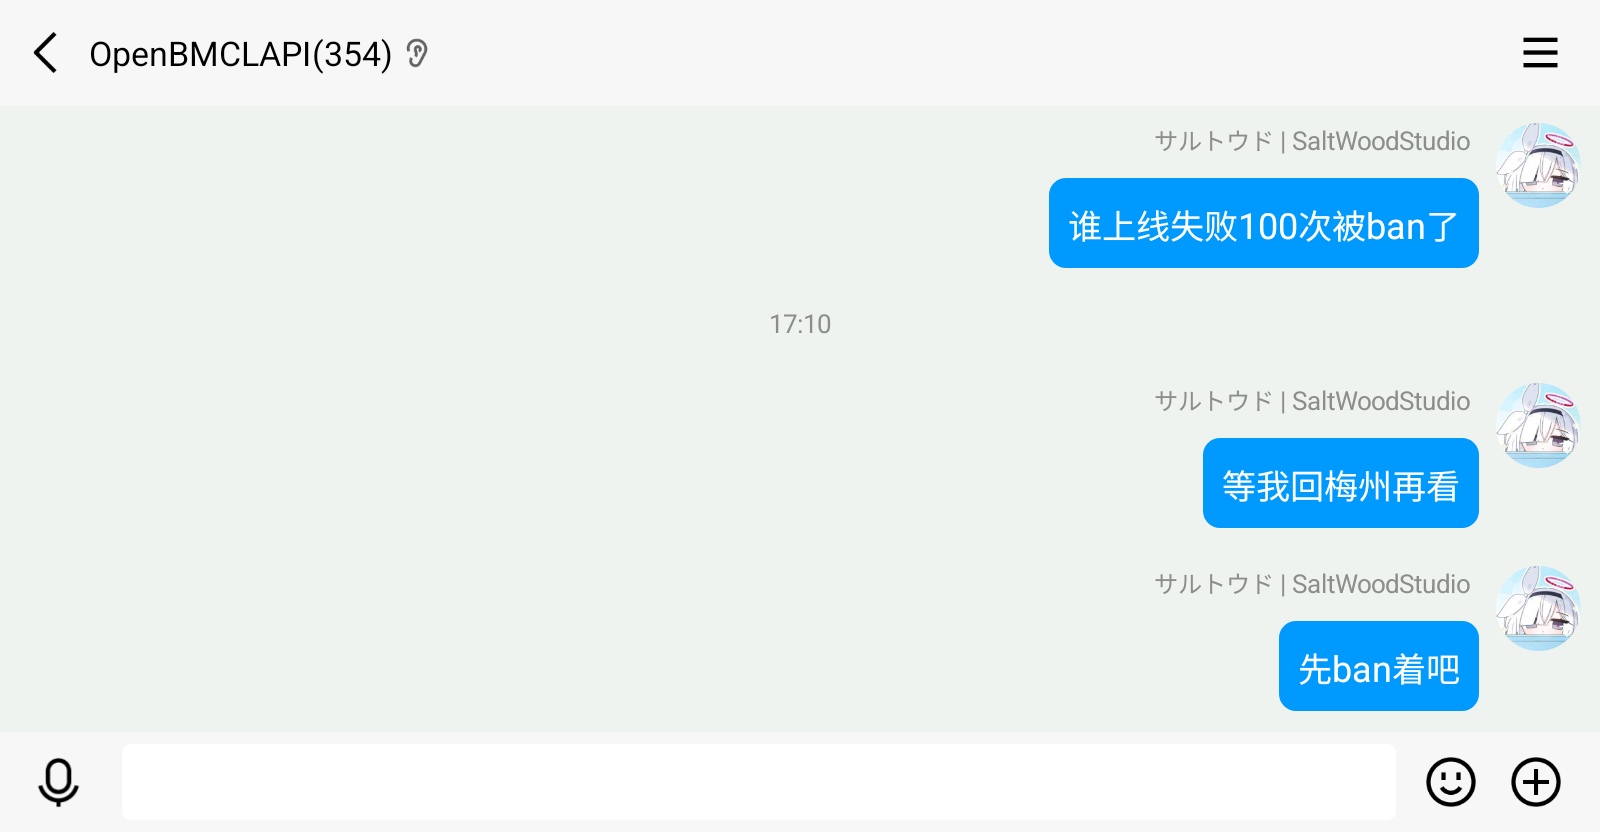 OpenBMCLAPI(354)
サルトウド | SaltWoodStudio
谁上线失败100次被ban了
17:10
サルトウド | SaltWoodStudio
等我回梅州再看
サルトウド | SaltWoodStudio
先ban着吧